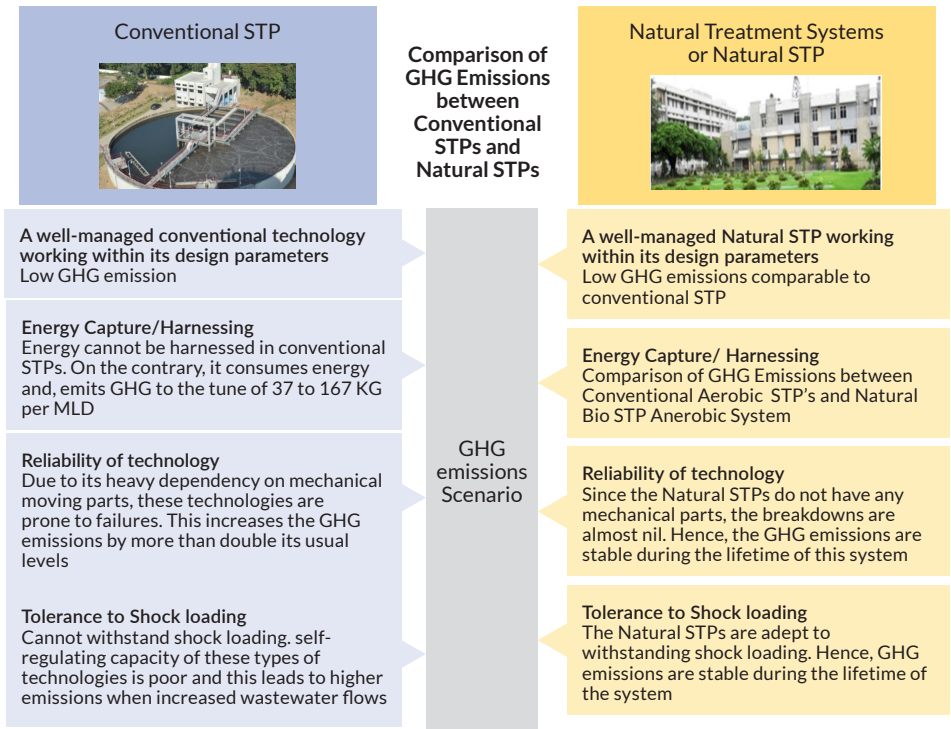 Conventional STP
Comparison of
GHG Emissions
between
Conventional
STPs and
Natural STPs
Natural Treatment Systems
or Natural STP
A well-managed conventional technology
working within its design parameters
Low GHG emission
Energy Capture/Harnessing
Energy cannot be harnessed in conventional
STPs. On the contrary, it consumes energy
and, emits GHG to the tune of 37 to 167 KG
per MLD
Reliability of technology
Due to its heavy dependency on mechanical
moving parts, these technologies are
prone to failures. This increases the GHG
emissions by more than double its usual
levels
Tolerance to Shock loading
Cannot withstand shock loading. self-
regulating capacity of these types of
technologies is poor and this leads to higher
emissions when increased wastewater flows
GHG
emissions
Scenario
A well-managed Natural STP working
within its design parameters
Low GHG emissions comparable to
conventional STP
Energy Capture/ Harnessing
Comparison of GHG Emissions between
Conventional Aerobic STP's and Natural
Bio STP Anerobic System
Reliability of technology
Since the Natural STPs do not have any
mechanical parts, the breakdowns are
almost nil. Hence, the GHG emissions are
stable during the lifetime of this system
Tolerance to Shock loading
The Natural STPs are adept to
withstanding shock loading. Hence, GHG
emissions are stable during the lifetime of
the system